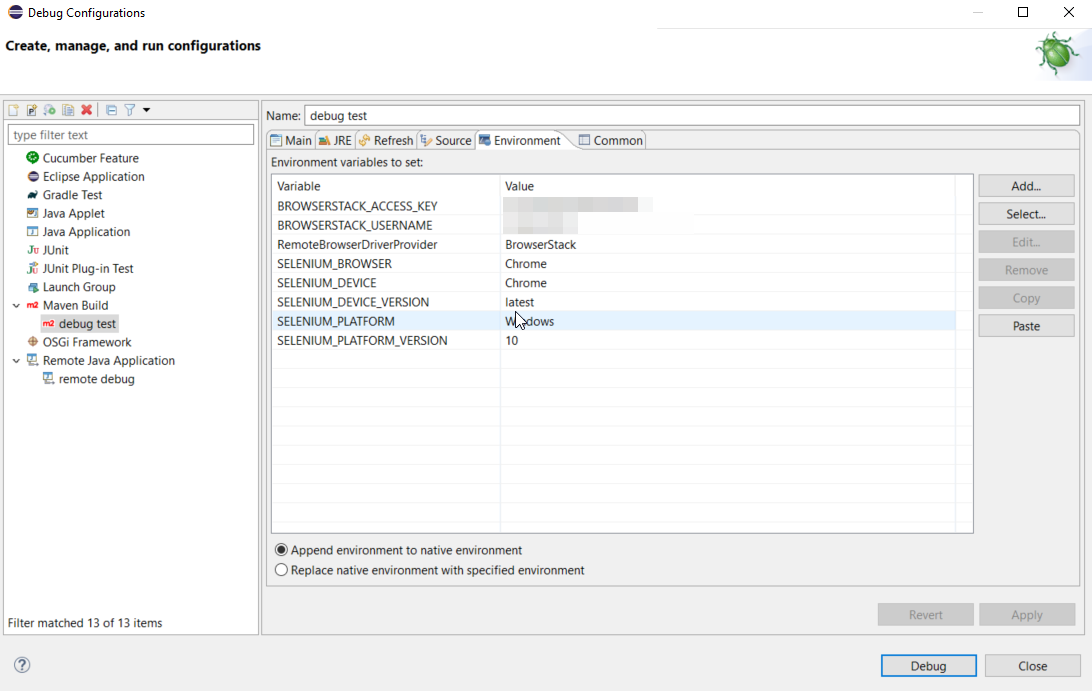 Debug Configurations
Create, manage, and run configurations
type filter text
Cucumber Feature
Eclipse Application
Gradle Test
Java Applet
Java Application
JUnit
JUnit Plug-in Test
Launch Group
Maven Build
debug test
OSGi Framework
Remote Java Application
remote debug
Filter matched 13 of 13 items
Name: debug test
Main JRE Refresh Source Environment Common
Environment variables to set:
Variable Value
BROWSERSTACK_ACCESS_KEY
BROWSERSTACK_USERNAME
RemoteBrowserDriverProvider BrowserStack
SELENIUM_BROWSER Chrome
SELENIUM_DEVICE Chrome
SELENIUM_DEVICE_VERSION latest
SELENIUM_PLATFORM Windows
SELENIUM_PLATFORM_VERSION 10
Add...
Select...
Edit...
Remove
Copy
Paste
Append environment to native environment
Replace native environment with specified environment
Revert Apply
Debug Close